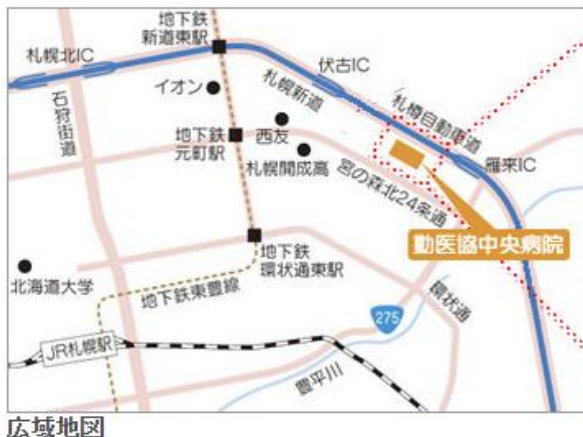 地下鉄
新道東駅
札幌北IC
伏古IC
イオン
札幌新道
札樽自動車道
石狩街道
地下鉄
元町駅
西友
札幌開成高
雁来IC
宮の森北24条通
勤医協中央病院
地下鉄
環状通東駅
北海道大学
地下鉄東豊線
275
環状通
JR札幌駅
豊平川
広域地図